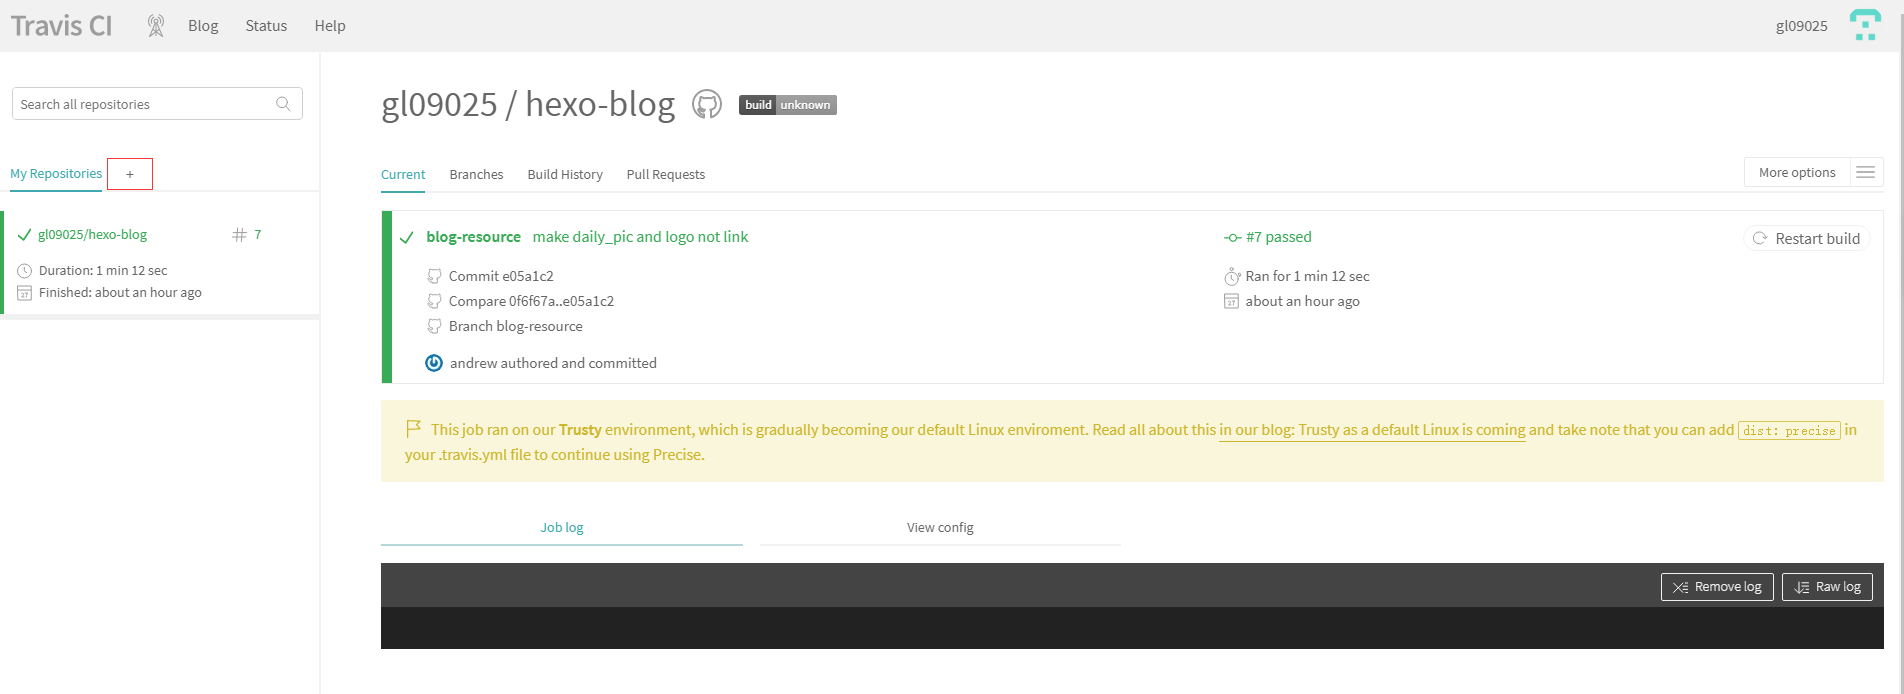 Travis CI
Blog
Status
Help
gl09025
Search all repositories
My Repositories
+
gl09025/hexo-blog
7
Duration: 1 min 12 sec
27
Finished: about an hour ago
gl09025 / hexo-blog
build unknown
Current
Branches
Build History
Pull Requests
More options
blog-resource make daily_pic and logo not link
#7 passed
Restart build
Commit e05a1c2
Ran for 1 min 12 sec
Compare 0f6f67a..e05a1c2
27
about an hour ago
Branch blog-resource
andrew authored and committed
This job ran on our Trusty environment, which is gradually becoming our default Linux enviroment. Read all about this in our blog: Trusty as a default Linux is coming and take note that you can add dist: precise in
your .travis.yml file to continue using Precise.
Job log
View config
Remove log
Raw log